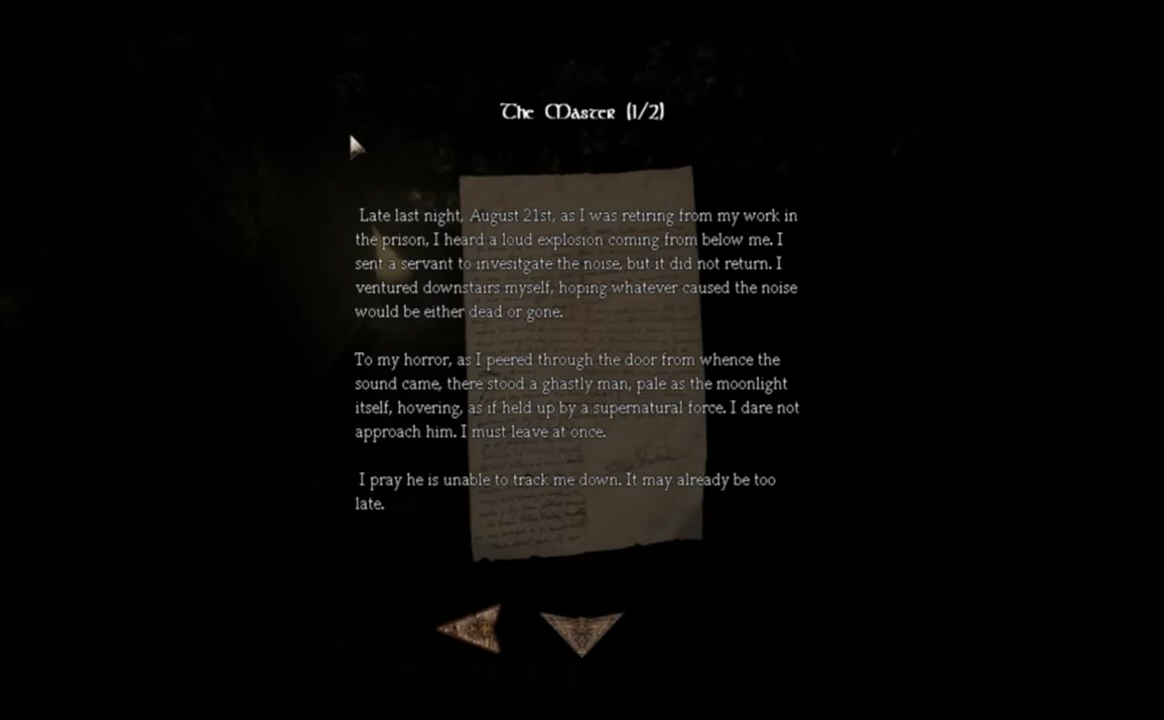 The Master (1/2)
Late last night, August 21st, as I was retiring from my work in
the prison, I heard a loud explosion coming from below me. I
sent a servant to invesitgate the noise, but it did not return. I
ventured downstairs myself, hoping whatever caused the noise
would be either dead or gone.
To my horror, as I peered through the door from whence the
sound came, there stood a ghastly man, pale as the moonlight
itself, hovering, as if held up by a supernatural force. I dare not
approach him. I must leave at once.
I pray he is unable to track me down. It may already be too
late.